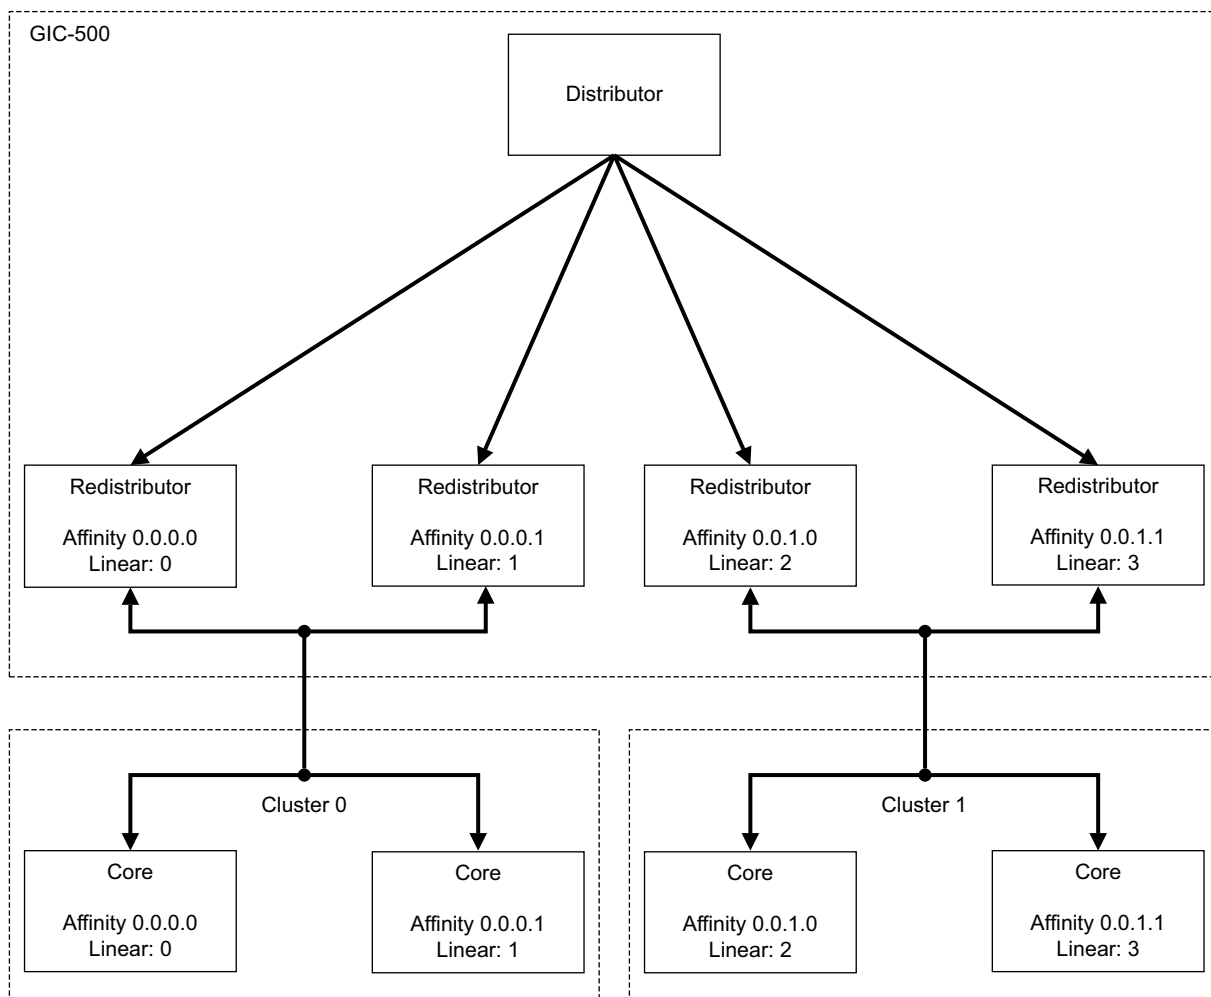 GIC-500
Distributor
Redistributor
Affinity 0.0.0.0
Linear: 0
Redistributor
Affinity 0.0.0.1
Linear: 1
Redistributor
Affinity 0.0.1.0
Linear: 2
Redistributor
Affinity 0.0.1.1
Linear: 3
Cluster 0
Core
Affinity 0.0.0.0
Linear: 0
Core
Affinity 0.0.0.1
Linear: 1
Cluster 1
Core
Affinity 0.0.1.0
Linear: 2
Core
Affinity 0.0.1.1
Linear: 3